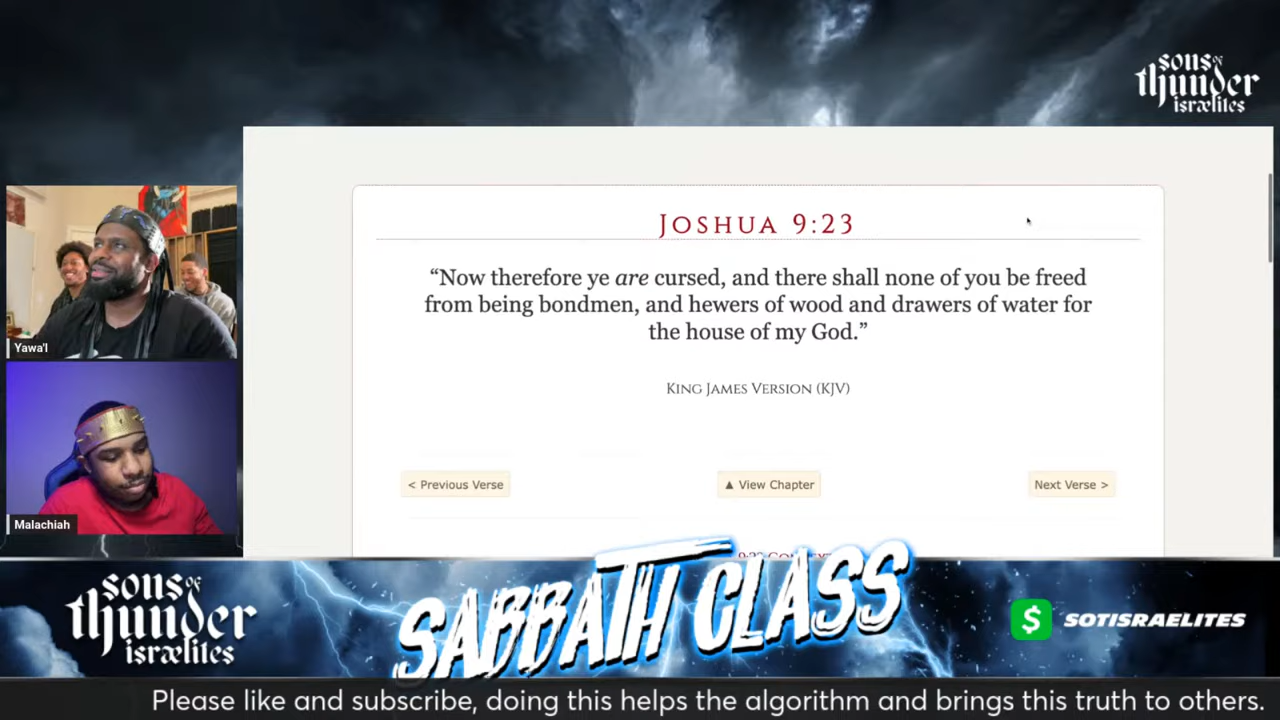 sons of
thunder
israelites
JOSHUA 9:23
“Now therefore ye are cursed, and there shall none of you be freed
from being bondmen, and hewers of wood and drawers of water for
the house of my God.”
KING JAMES VERSION (KJV)
< Previous Verse
▲ View Chapter
Next Verse >
Yawa'l
Malachiah
sons of
thunder
israelites
SABBATH CLASS
$ SOTISRAELITES
Please like and subscribe, doing this helps the algorithm and brings this truth to others.